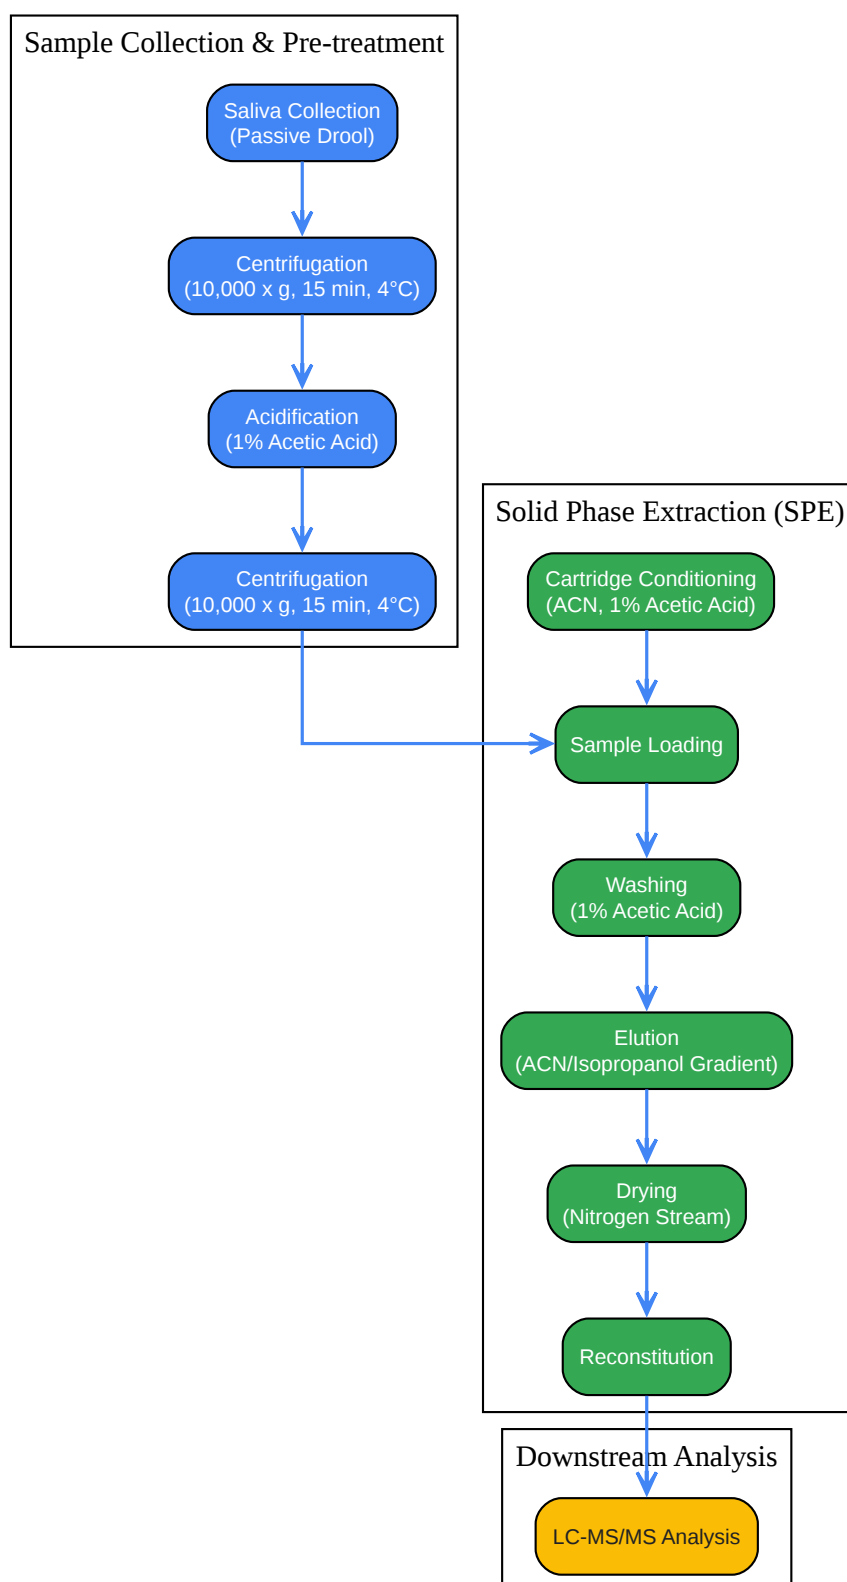 Sample Collection & Pre-treatment
Saliva Collection
(Passive Drool)
Centrifugation
(10,000 x g, 15 min, 4°C)
Acidification
(1% Acetic Acid)
Centrifugation
(10,000 x g, 15 min, 4°C)
Solid Phase Extraction (SPE)
Cartridge Conditioning
(ACN, 1% Acetic Acid)
Sample Loading
Washing
(1% Acetic Acid)
Elution
(ACN/Isopropanol Gradient)
Drying
(Nitrogen Stream)
Reconstitution
Downstream Analysis
LC-MS/MS Analysis